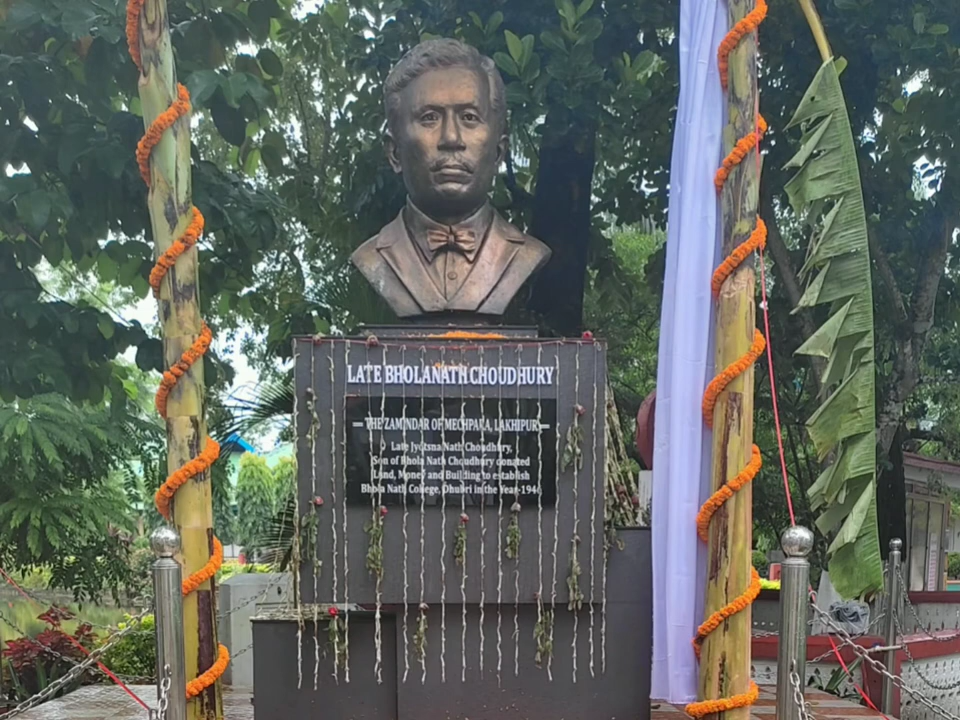 LATE BHOLANATH CHOUDHURY
THE ZAMINDAR OF MECHPARA, LAKHIPUR
Late Jyotsna Nath Choudhury,
Son of Bhola Nath Choudhury donated
Land, Money and Building to establish
Bhola Nath College, Dhubri in the Year-1946